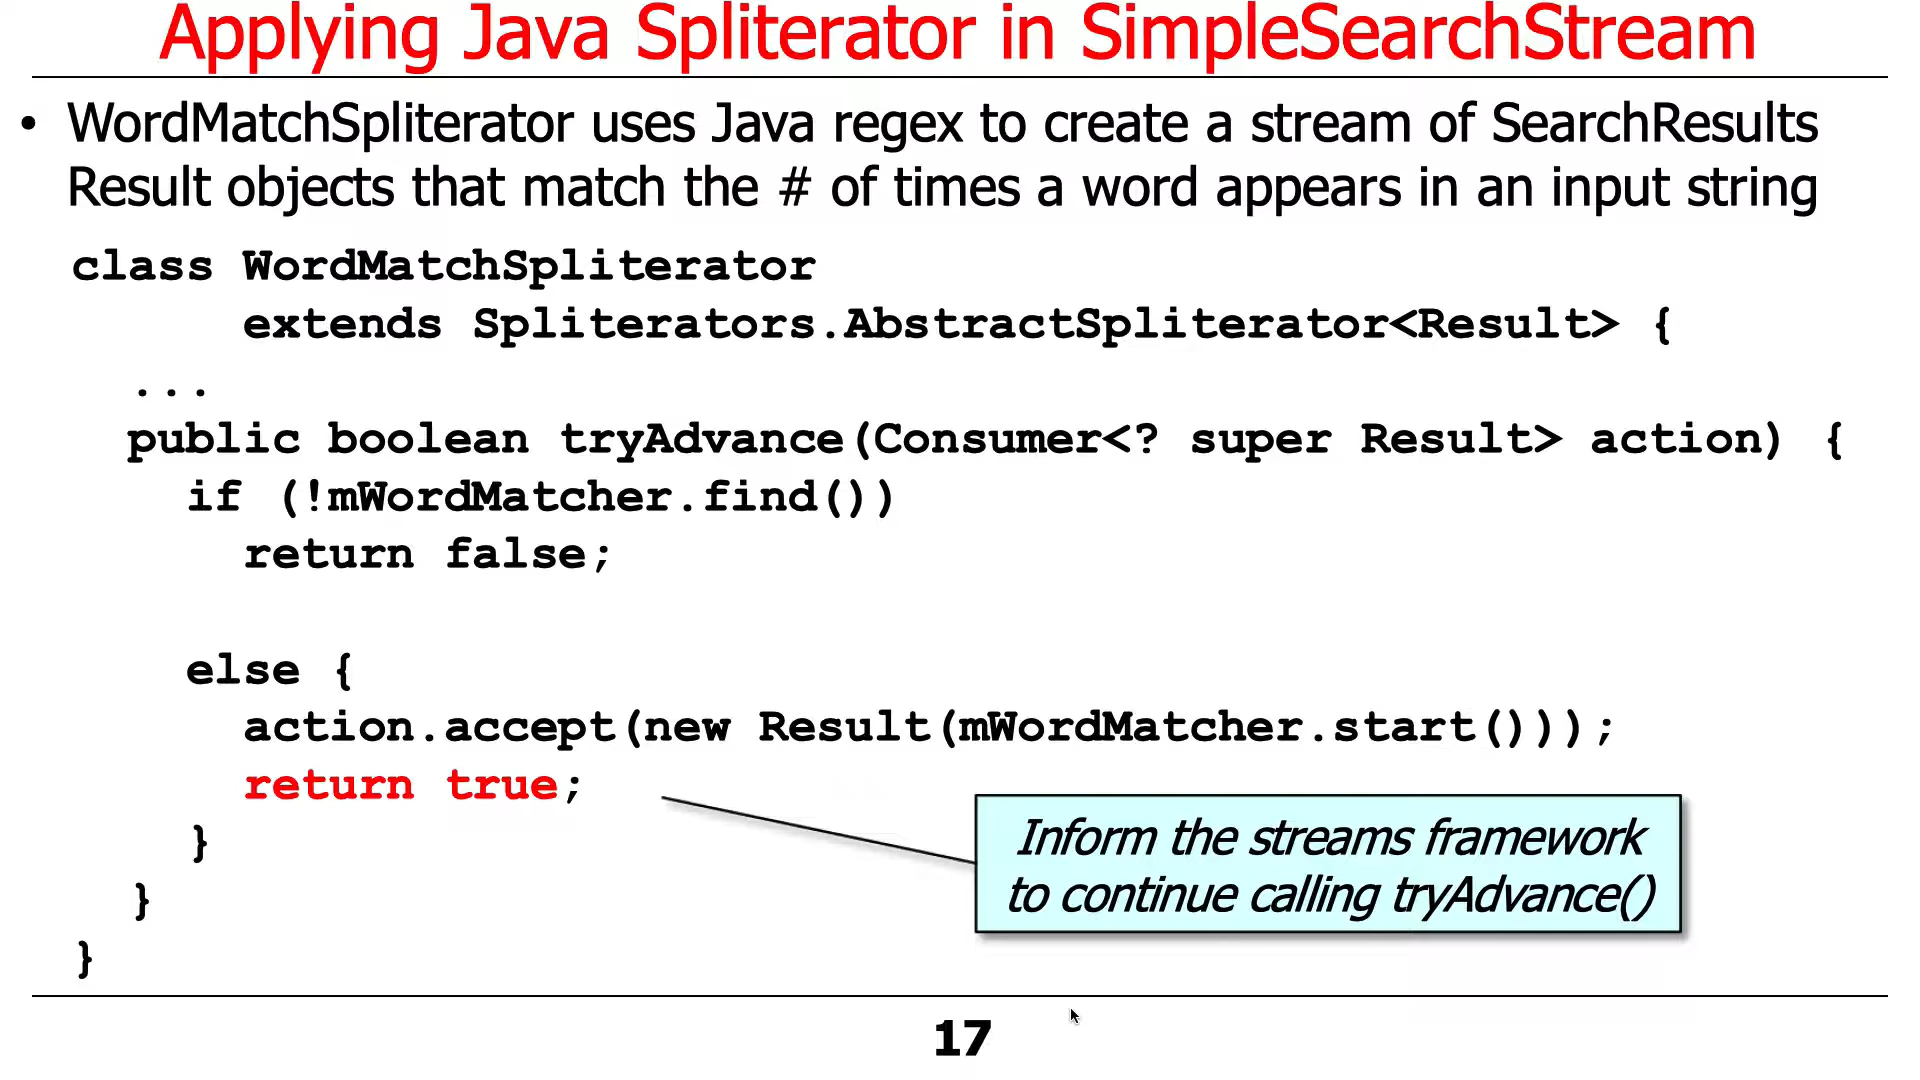 Applying Java Spliterator in SimpleSearchStream
• WordMatchSpliterator uses Java regex to create a stream of SearchResults
Result objects that match the # of times a word appears in an input string
class WordMatchSpliterator
extends Spliterators.AbstractSpliterator<Result> {
...
public boolean tryAdvance(Consumer<? super Result> action) {
if (!mWordMatcher.find())
return false;
else {
action.accept(new Result(mWordMatcher.start()));
return true;
}
}
}
Inform the streams framework
to continue calling tryAdvance()
17